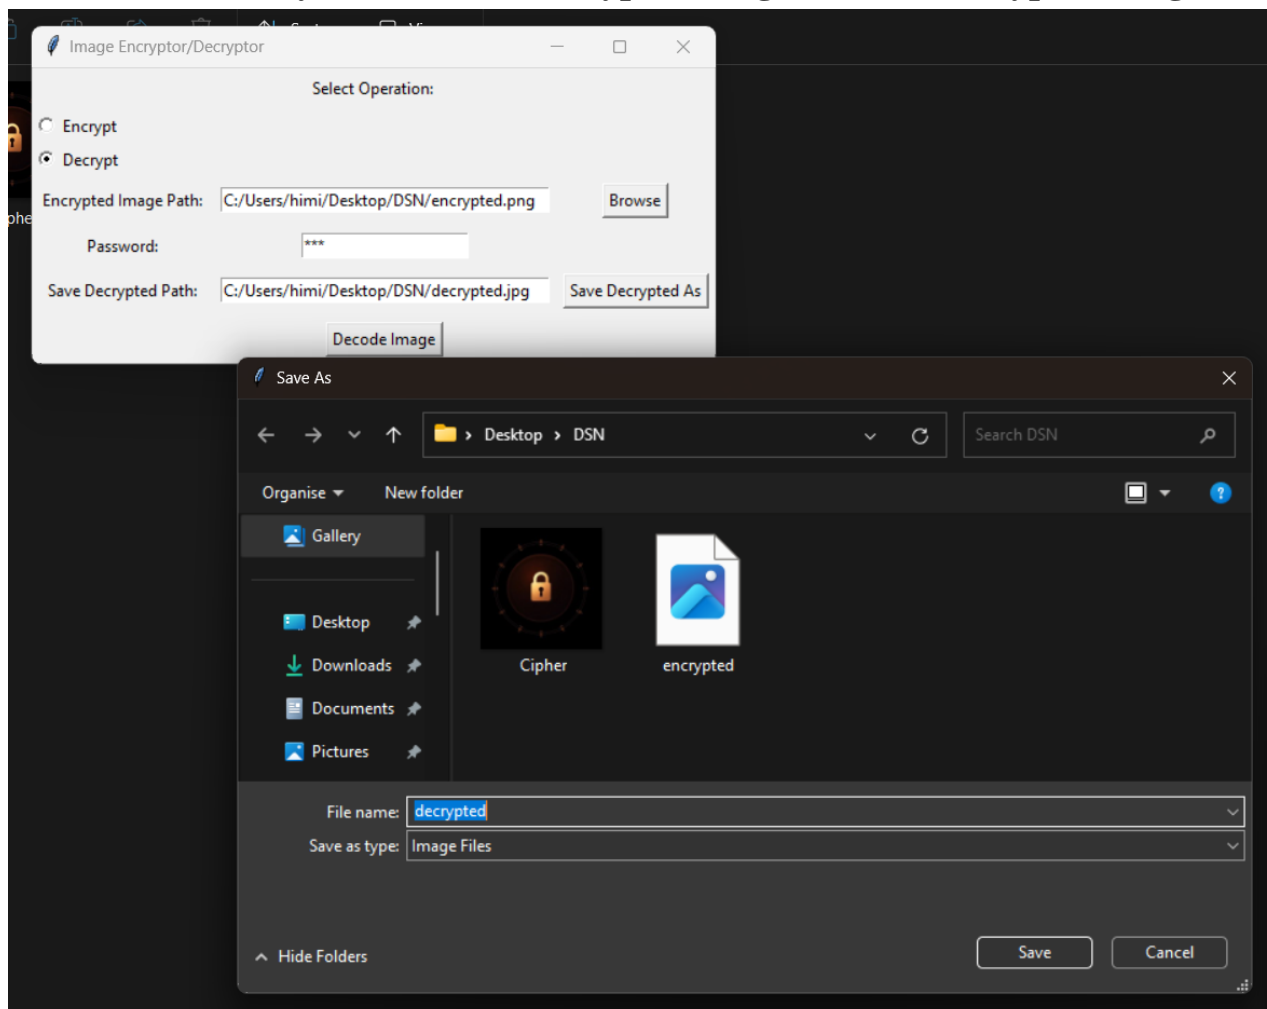 Image Encryptor/Decryptor
Select Operation:
Encrypt
Decrypt
Encrypted Image Path: C:/Users/himi/Desktop/DSN/encrypted.png Browse
Password: ***
Save Decrypted Path: C:/Users/himi/Desktop/DSN/decrypted.jpg Save Decrypted As
Decode Image
Save As
Desktop > DSN Search DSN
Organise New folder
Gallery
Desktop
Downloads
Documents
Pictures
Cipher encrypted
File name: decrypted
Save as type: Image Files
Hide Folders Save Cancel